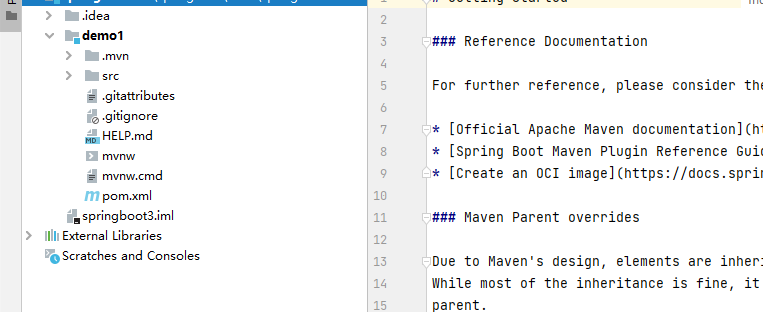 .idea
demo1
.mvn
src
.gitattributes
.gitignore
HELP.md
mvnw
mvnw.cmd
pom.xml
springboot3.iml
External Libraries
Scratches and Consoles
2
3 ### Reference Documentation
4
5 For further reference, please consider the
6
7 * [Official Apache Maven documentation](ht
8 * [Spring Boot Maven Plugin Reference Guid
9 * [Create an OCI image](https://docs.sprin
10
11 ### Maven Parent overrides
12
13 Due to Maven's design, elements are inheri
14 While most of the inheritance is fine, it
15 parent.